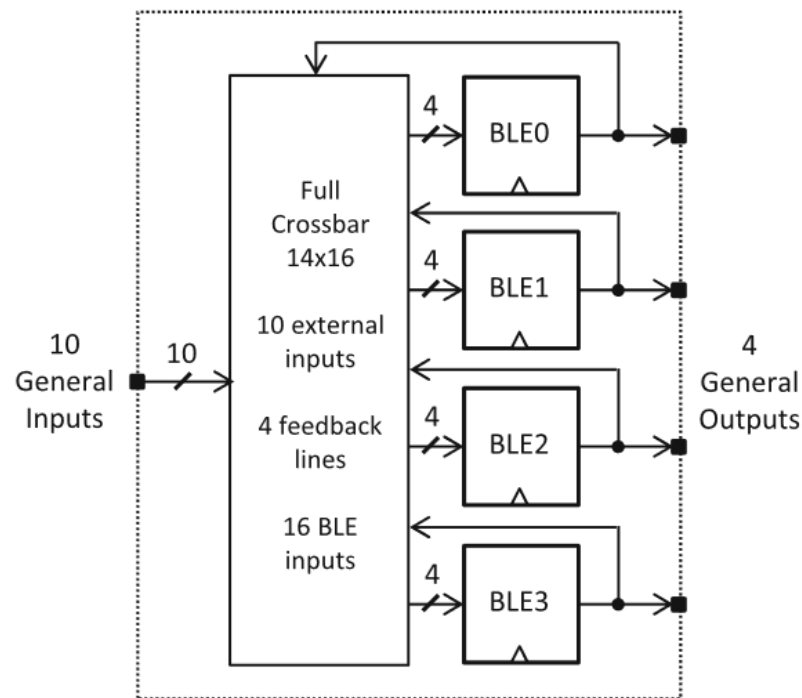 4
BLE0
Full
Crossbar
14x16
4
BLE1
10 external
inputs
10
General
Inputs
10
4
General
Outputs
4 feedback
lines
4
BLE2
16 BLE
inputs
4
BLE3